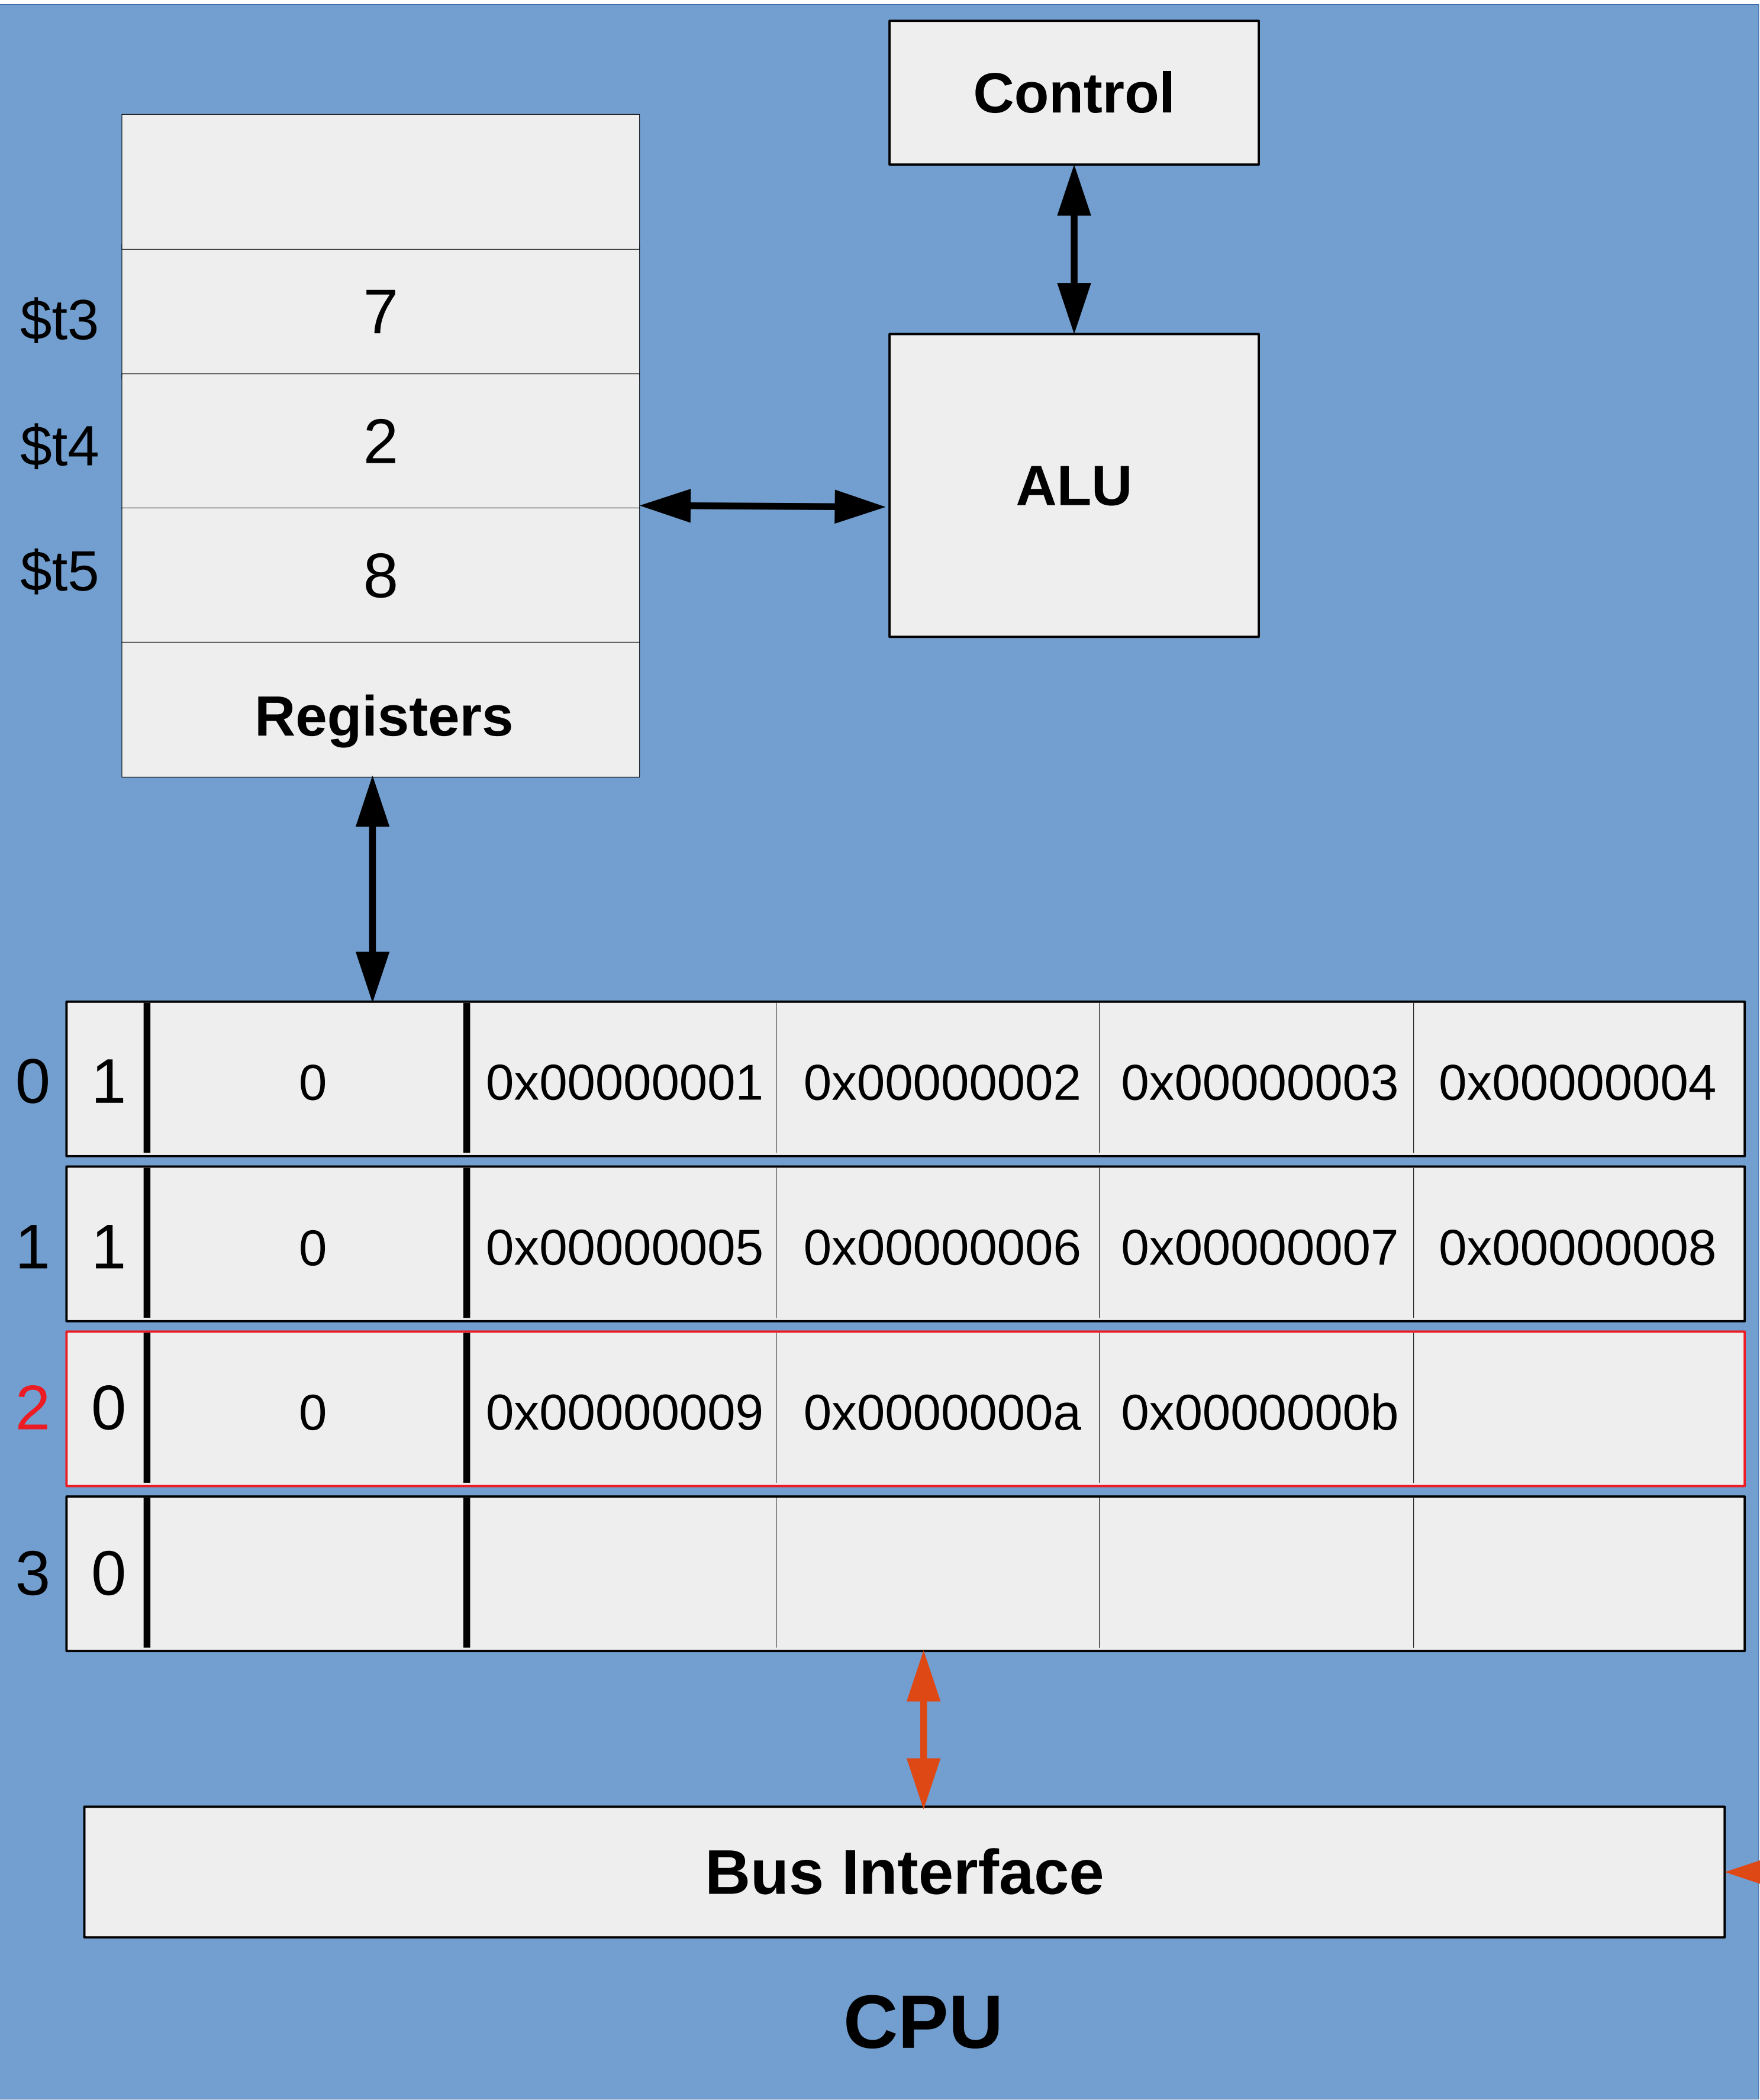 Control
$t3 7
$t4 2
ALU
$t5 8
Registers
0 1 0 0x00000001 0x00000002 0x00000003 0x00000004
1 1 0 0x00000005 0x00000006 0x00000007 0x00000008
2 0 0 0x00000009 0x0000000a 0x0000000b
3 0
Bus Interface
CPU